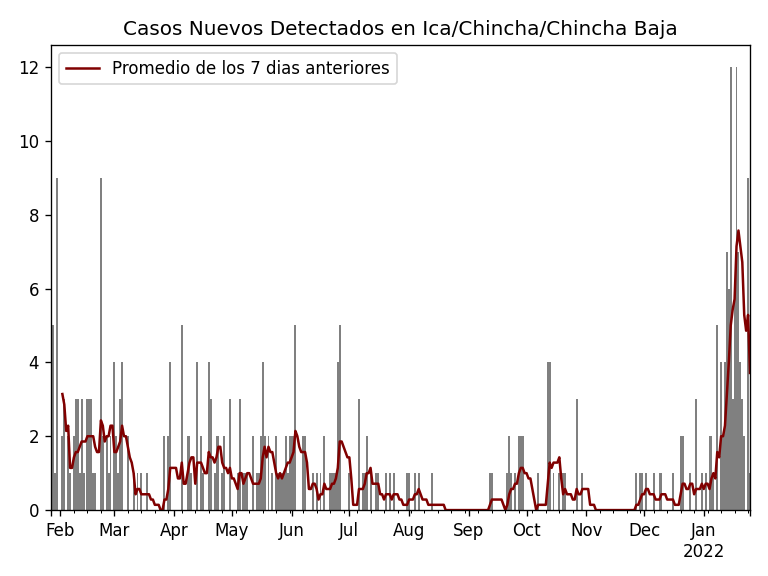 Casos Nuevos Detectados en Ica/Chincha/Chincha Baja
Promedio de los 7 dias anteriores
12
10
8
6
4
2
0
Feb Mar Apr May Jun Jul Aug Sep Oct Nov Dec Jan
2022